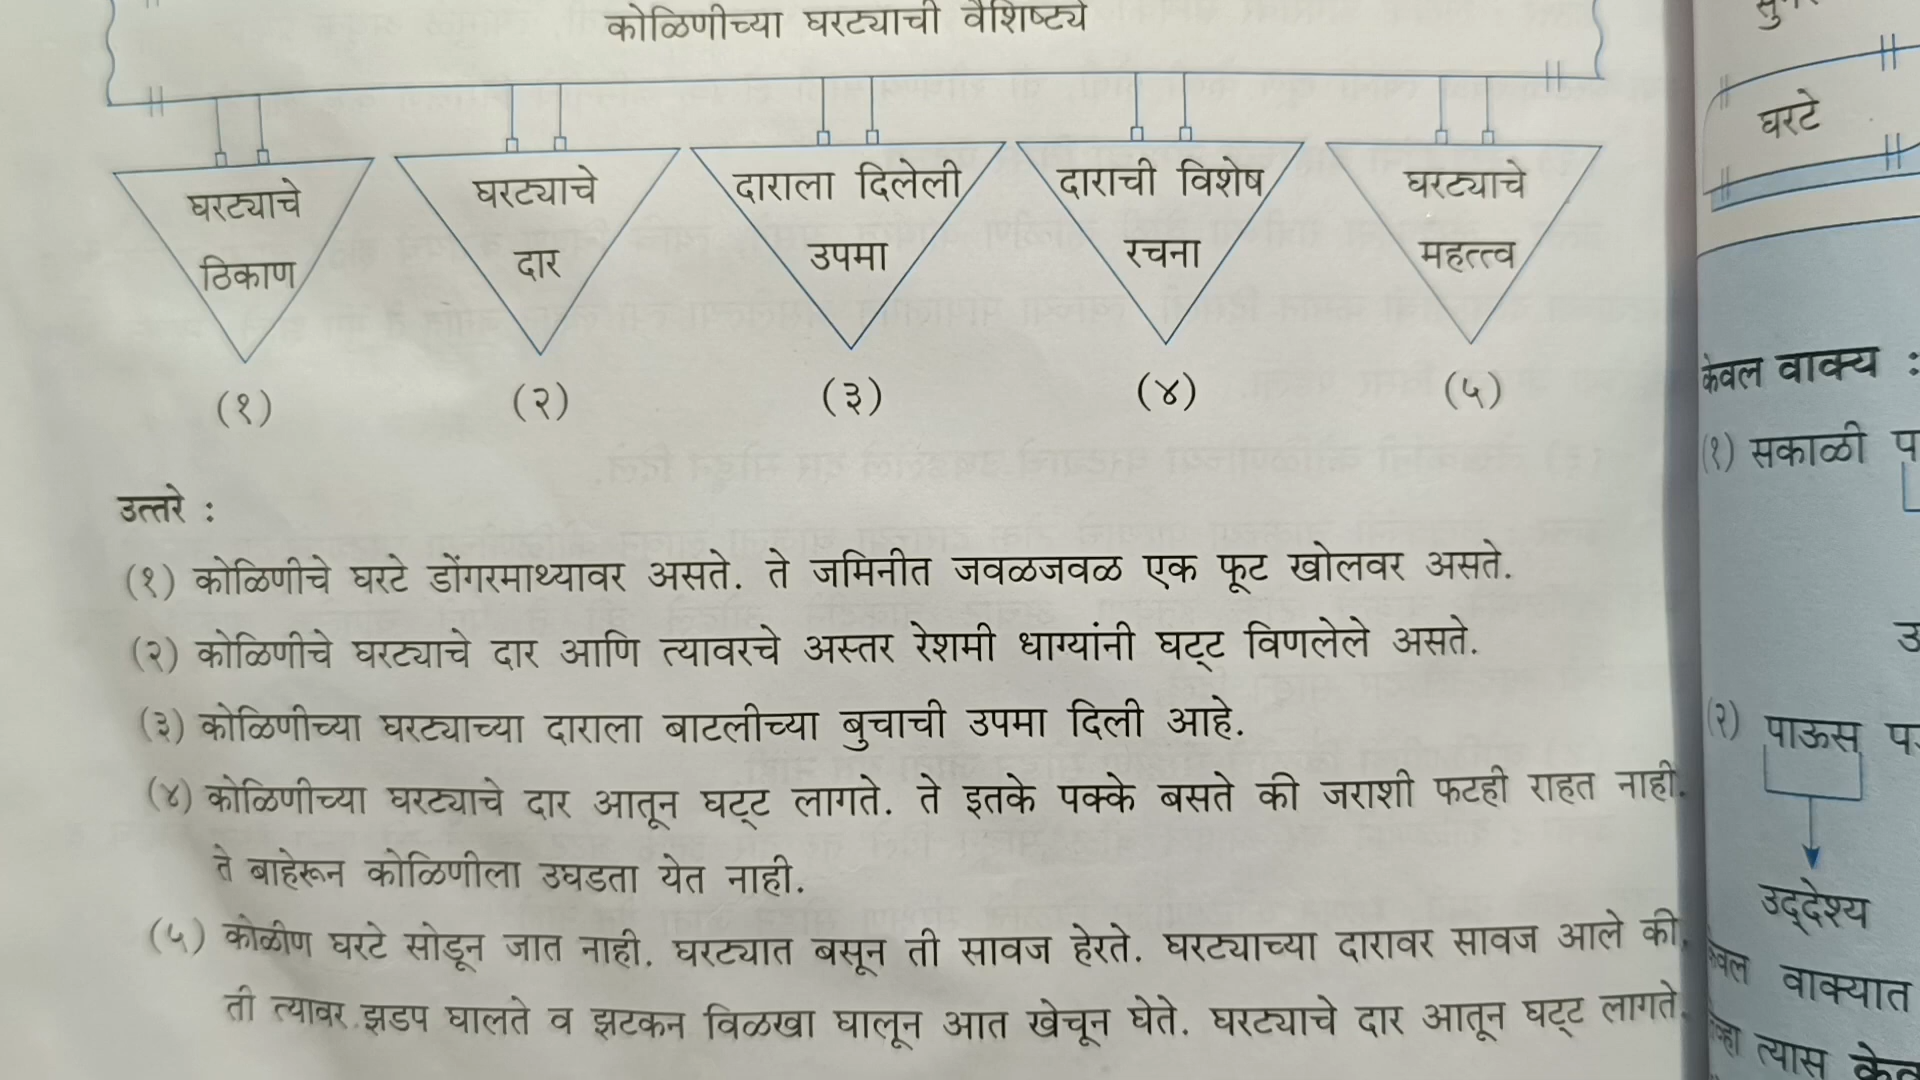 कोळिणीच्या घरट्याची वैशिष्ट्ये
घरट्याचे
ठिकाण
घरट्याचे
दार
दाराला दिलेली
उपमा
दाराची विशेष
रचना
घरट्याचे
महत्त्व
(१)
(२)
(३)
(४)
(५)
उत्तरे :
(१) कोळिणीचे घरटे डोंगरमाथ्यावर असते. ते जमिनीत जवळजवळ एक फूट खोलवर असते.
(२) कोळिणीचे घरट्याचे दार आणि त्यावरचे अस्तर रेशमी धाग्यांनी घट्ट विणलेले असते.
(३) कोळिणीच्या घरट्याच्या दाराला बाटलीच्या बुचाची उपमा दिली आहे.
(४) कोळिणीच्या घरट्याचे दार आतून घट्ट लागते. ते इतके पक्के बसते की जराशी फटही राहत नाही.
ते बाहेरून कोळिणीला उघडता येत नाही.
(५) कोळीण घरटे सोडून जात नाही. घरट्यात बसून ती सावज हेरते. घरट्याच्या दारावर सावज आले की,
ती त्यावर झडप घालते व झटकन विळखा घालून आत खेचून घेते. घरट्याचे दार आतून घट्ट लागते.
घरटे
केवल वाक्य :
(१) सकाळी
(२) पाऊस
उद्देश्य
वाक्यात
त्यास